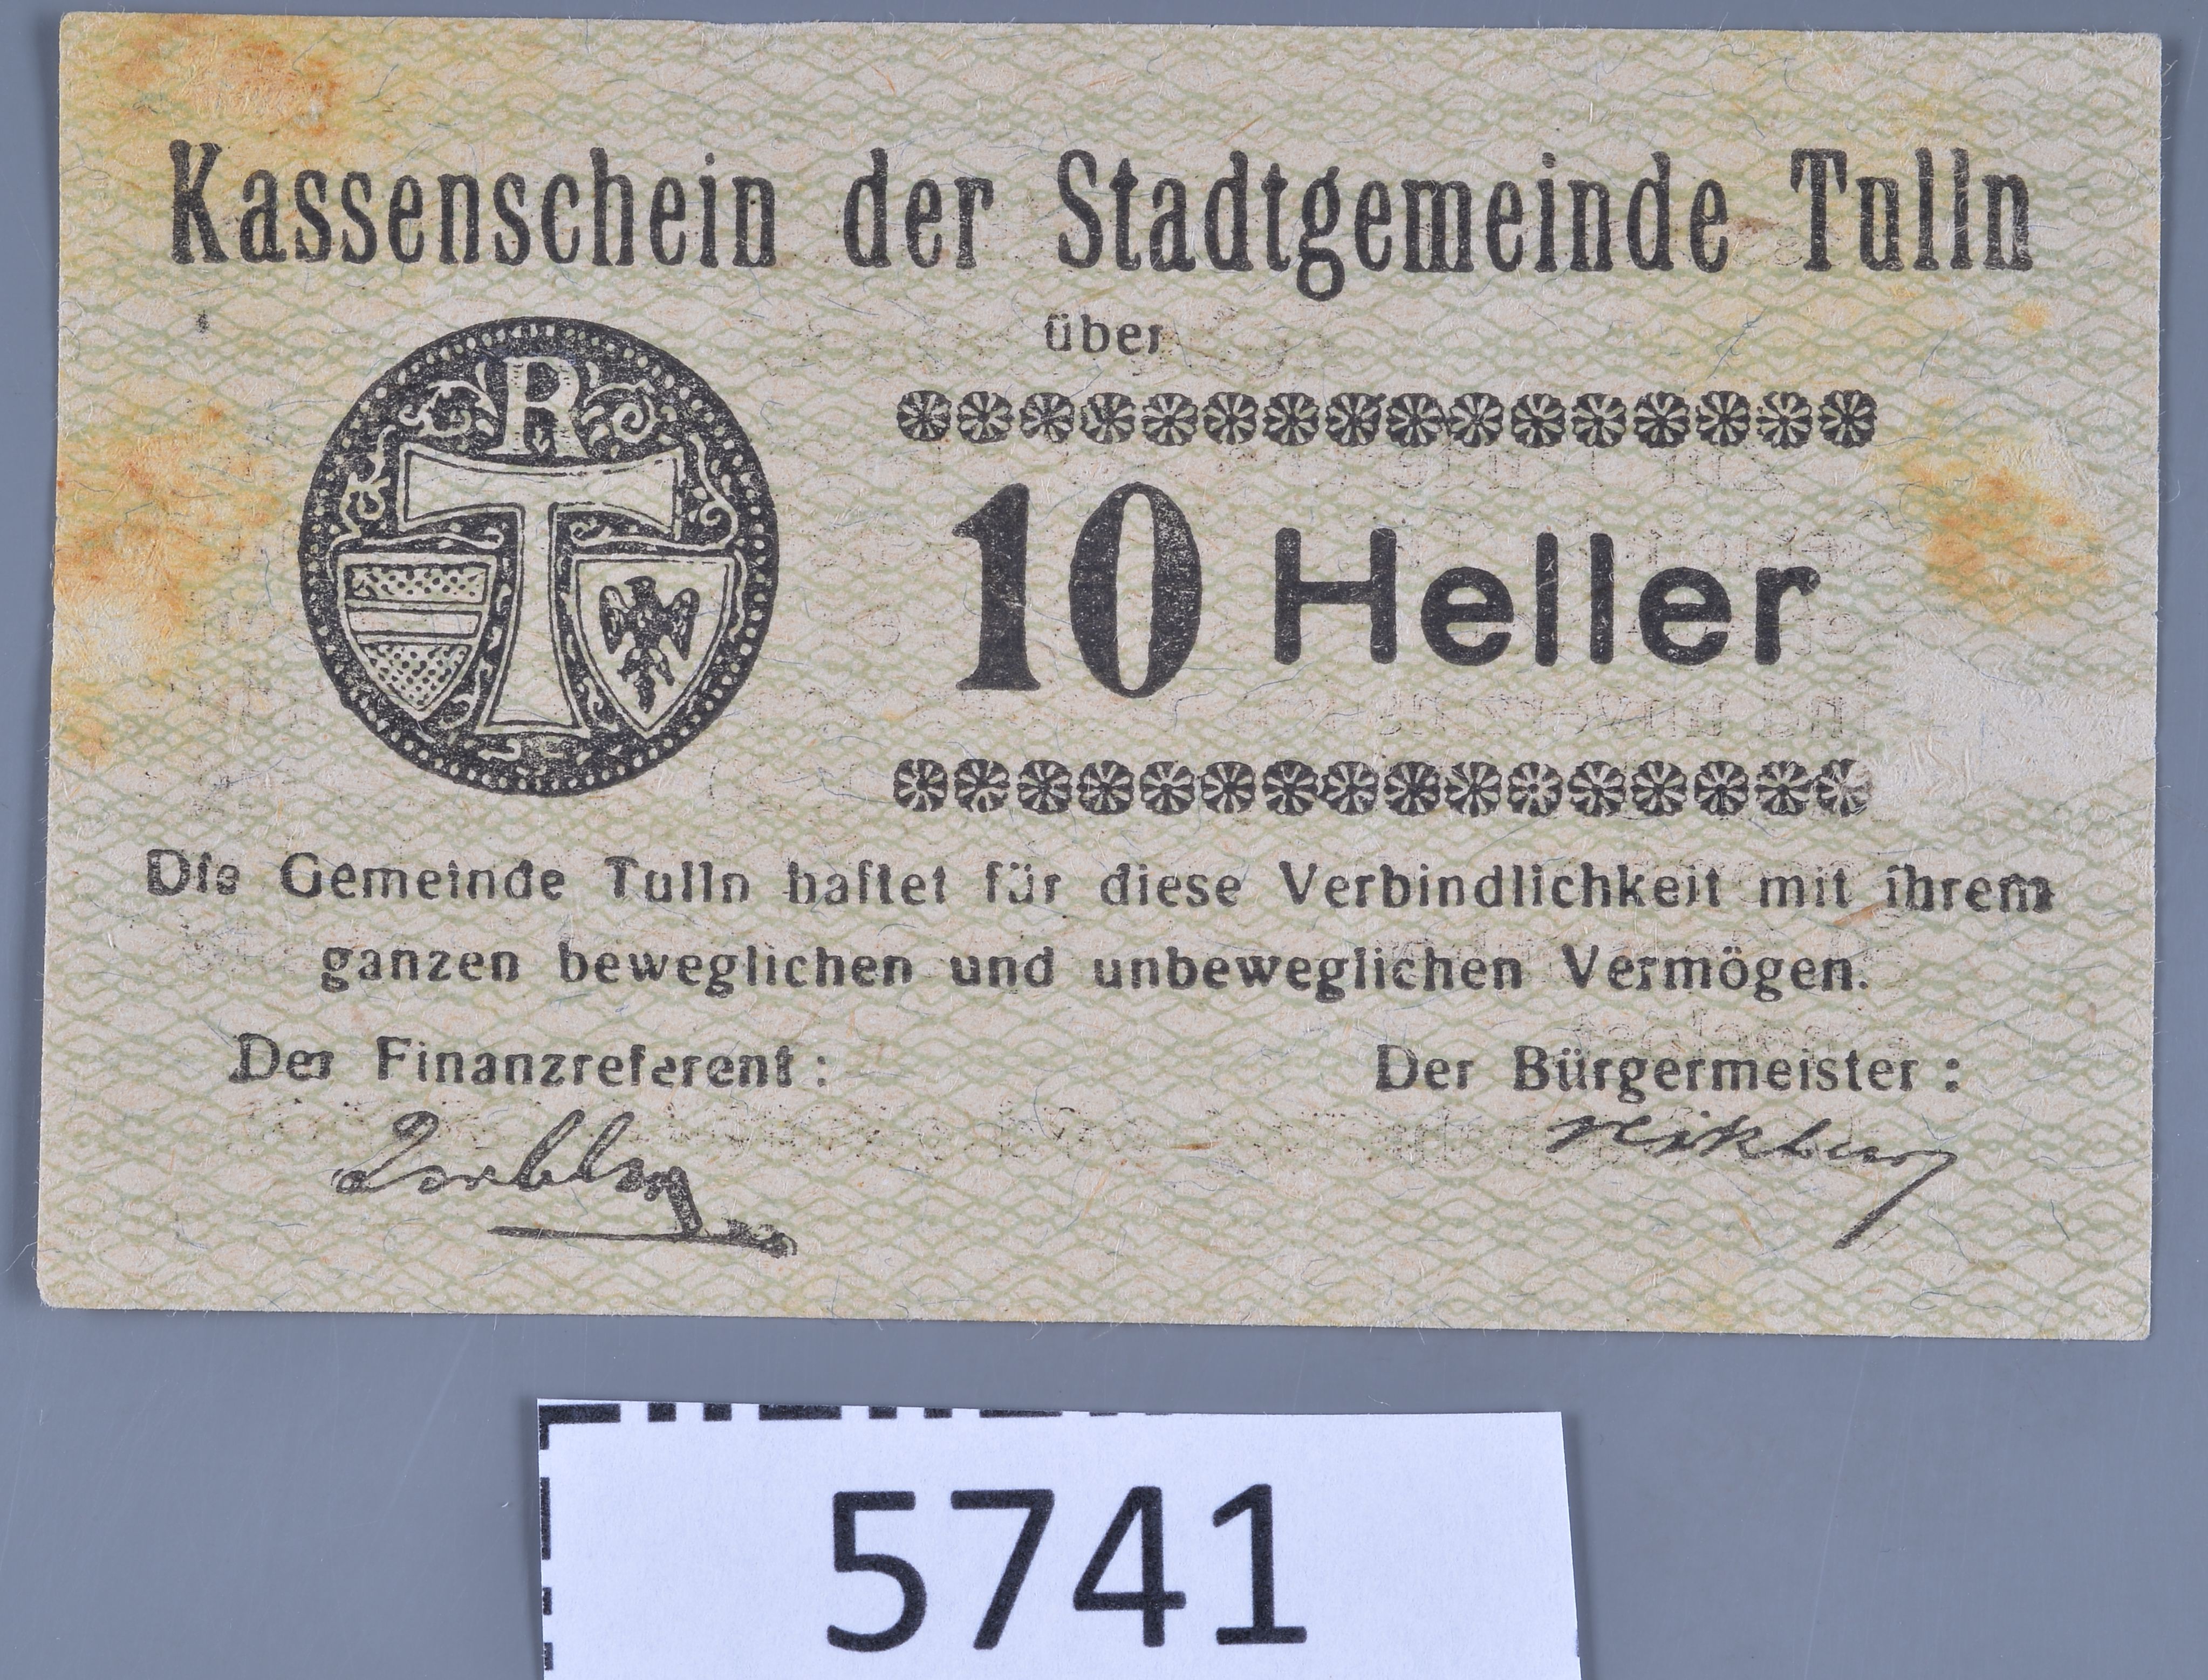 Kassenschein der Stadtgemeinde Tulln
über
R
T
10 Heller
Die Gemeinde Tulln haftet für diese Verbindlichkeit mit ihrem
ganzen beweglichen und unbeweglichen Vermögen.
Der Finanzreferent:
Der Bürgermeister:
5741